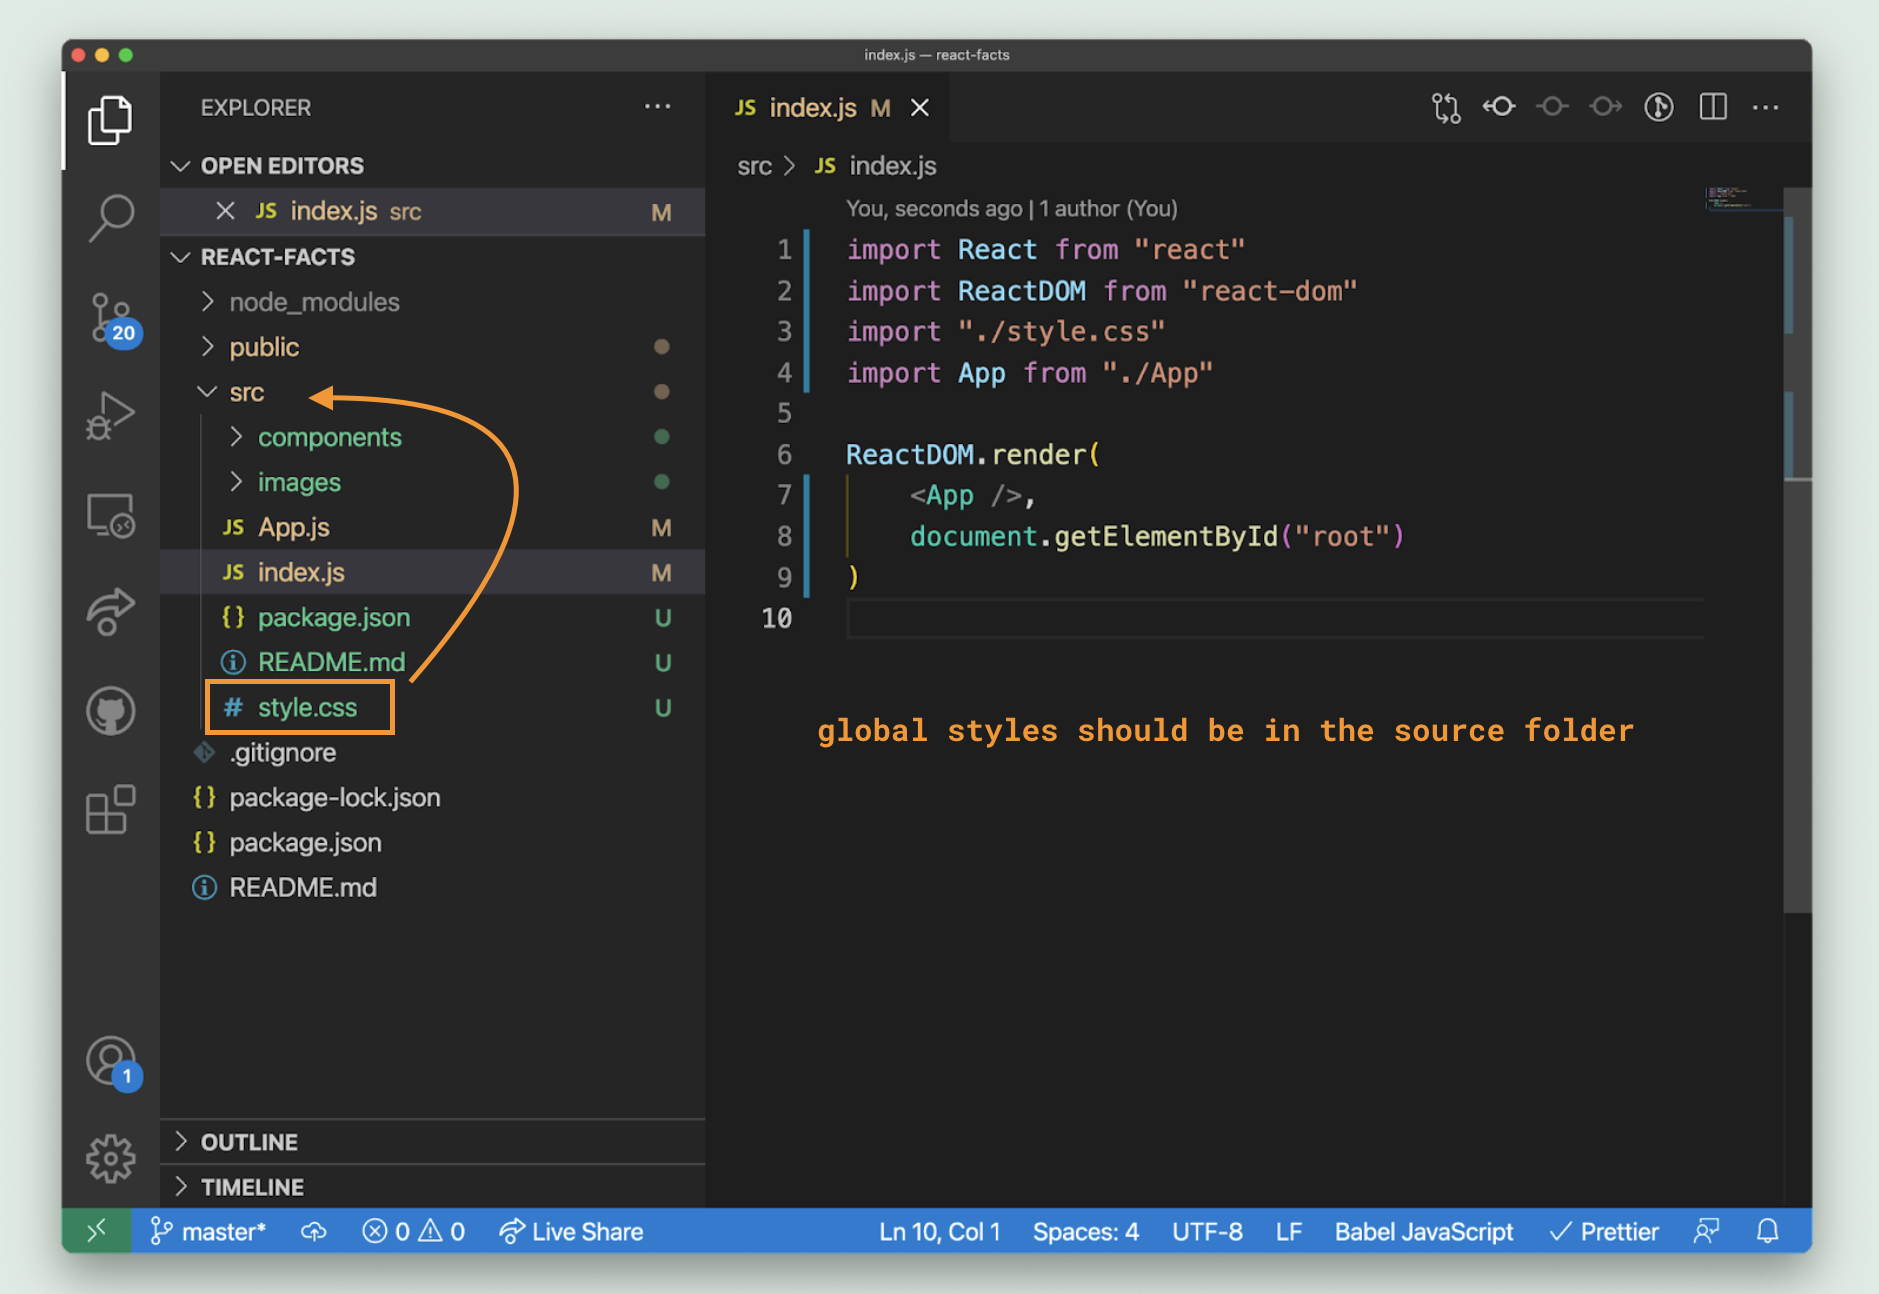 index.js — react-facts
EXPLORER
OPEN EDITORS
JS index.js src M
REACT-FACTS
node_modules
public
src
components
images
JS App.js M
JS index.js M
{} package.json U
README.md U
# style.css U
.gitignore
{} package-lock.json
{} package.json
README.md
OUTLINE
TIMELINE
20
1
JS index.js M
src > JS index.js
You, seconds ago | 1 author (You)
1 import React from "react"
2 import ReactDOM from "react-dom"
3 import "./style.css"
4 import App from "./App"
5
6 ReactDOM.render(
7 <App />,
8 document.getElementById("root")
9 )
10
global styles should be in the source folder
master* 0 0 Live Share Ln 10, Col 1 Spaces: 4 UTF-8 LF Babel JavaScript Prettier